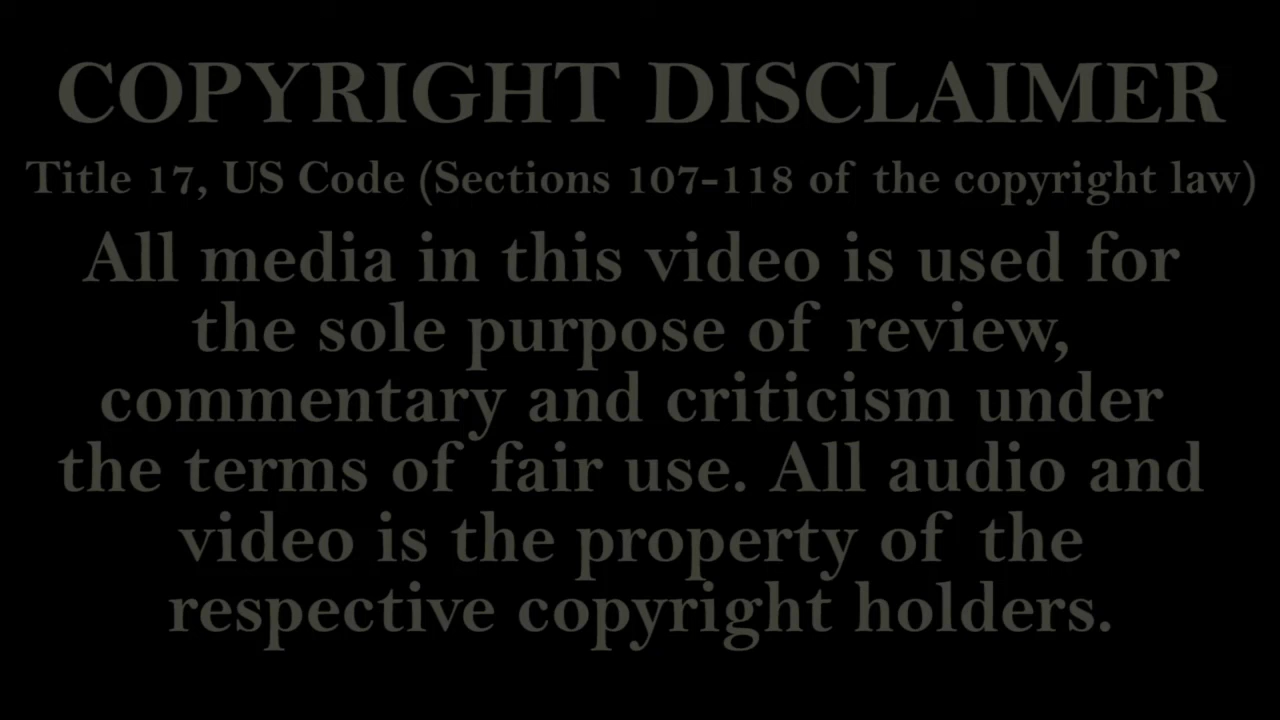 COPYRIGHT DISCLAIMER
Title 17, US Code (Sections 107-118 of the copyright law)
All media in this video is used for
the sole purpose of review,
commentary and criticism under
the terms of fair use. All audio and
video is the property of the
respective copyright holders.